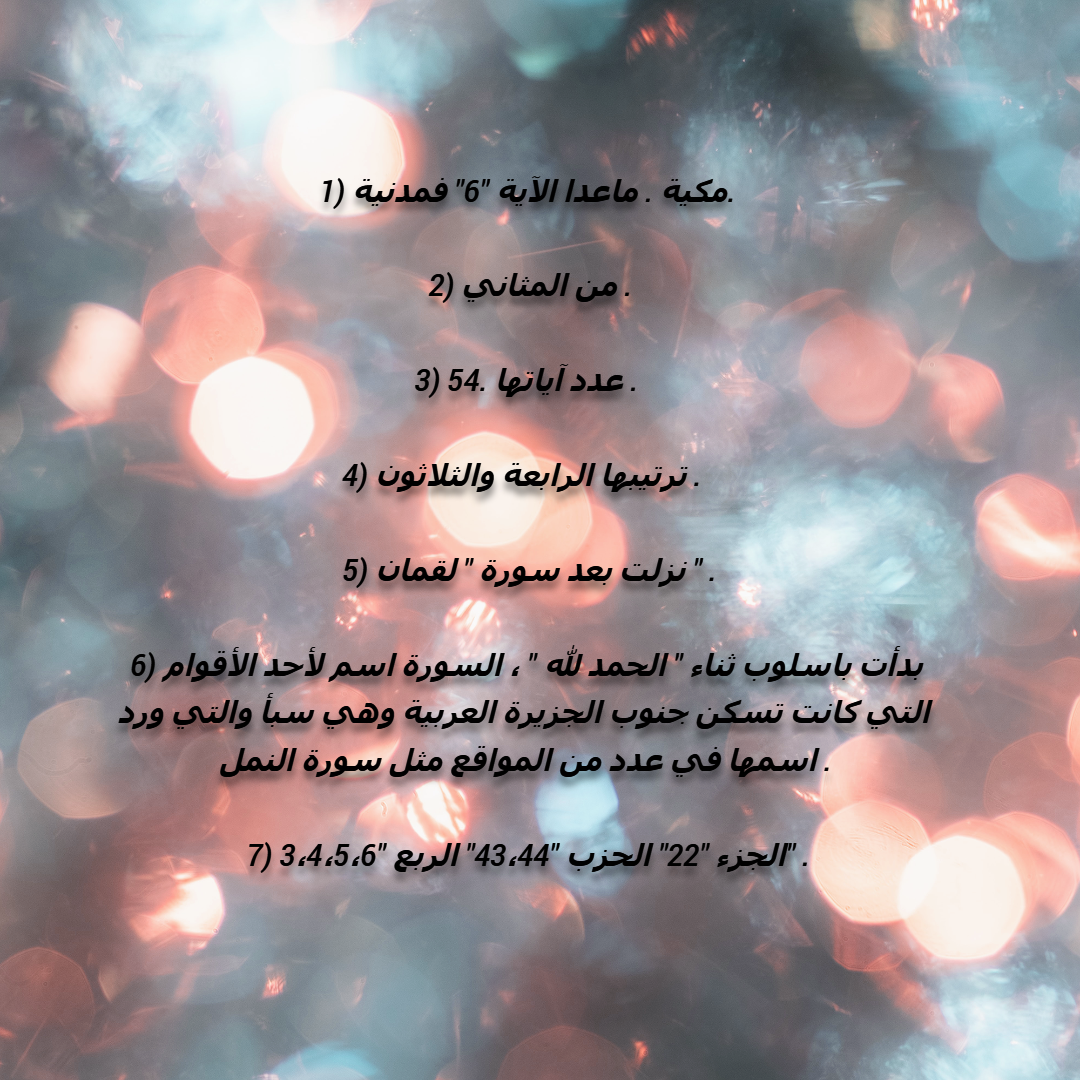 1) مكية . ماعدا الآية "6" فمدنية.
2) من المثاني .
3) عدد آياتها 54. .
4) ترتيبها الرابعة والثلاثون .
5) نزلت بعد سورة " لقمان " .
6) بدأت باسلوب ثناء " الحمد لله " ، السورة اسم لأحد الأقوام
التي كانت تسكن جنوب الجزيرة العربية وهي سبأ والتي ورد
اسمها في عدد من المواقع مثل سورة النمل .
7) الجزء "22" الحزب "43،44" الربع "3،4،5،6" .